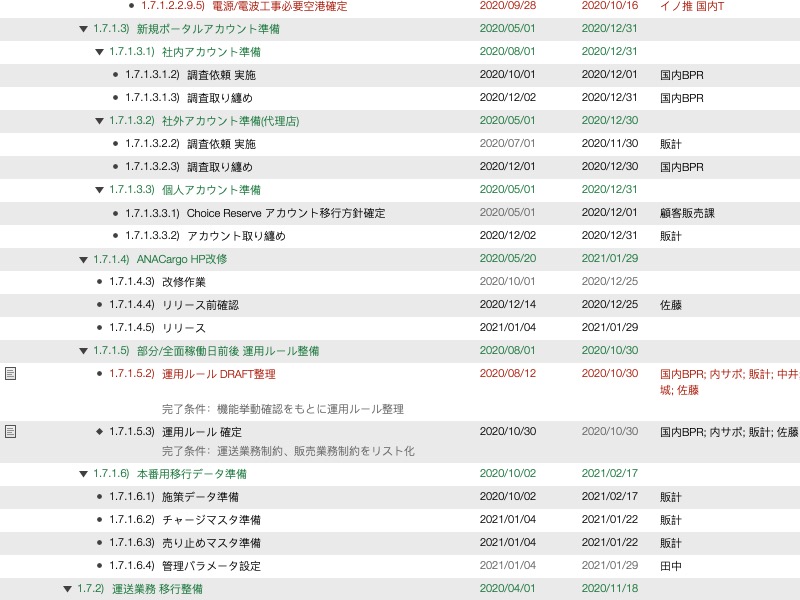 1.7.1.2.2.9.5) 電源/電波工事必要空港確定 2020/09/28 2020/10/16 イノ推 国内T
1.7.1.3) 新規ポータルアカウント準備 2020/05/01 2020/12/31
1.7.1.3.1) 社内アカウント準備 2020/08/01 2020/12/31
1.7.1.3.1.2) 調査依頼 実施 2020/10/01 2020/12/01 国内BPR
1.7.1.3.1.3) 調査取り纏め 2020/12/02 2020/12/31 国内BPR
1.7.1.3.2) 社外アカウント準備(代理店) 2020/05/01 2020/12/30
1.7.1.3.2.2) 調査依頼 実施 2020/07/01 2020/11/30 販計
1.7.1.3.2.3) 調査取り纏め 2020/12/01 2020/12/30 国内BPR
1.7.1.3.3) 個人アカウント準備 2020/05/01 2020/12/31
1.7.1.3.3.1) Choice Reserve アカウント移行方針確定 2020/05/01 2020/12/01 顧客販売課
1.7.1.3.3.2) アカウント取り纏め 2020/12/02 2020/12/31 販計
1.7.1.4) ANACargo HP改修 2020/05/20 2021/01/29
1.7.1.4.3) 改修作業 2020/10/01 2020/12/25
1.7.1.4.4) リリース前確認 2020/12/14 2020/12/25 佐藤
1.7.1.4.5) リリース 2021/01/04 2021/01/29
1.7.1.5) 部分/全面稼働日前後 運用ルール整備 2020/08/01 2020/10/30
1.7.1.5.2) 運用ルール DRAFT整理 2020/08/12 2020/10/30 国内BPR; 内サポ; 販計; 中井
城; 佐藤
完了条件：機能挙動確認をもとに運用ルール整理
1.7.1.5.3) 運用ルール 確定 2020/10/30 2020/10/30 国内BPR; 内サポ; 販計; 佐藤
完了条件：運送業務制約、販売業務制約をリスト化
1.7.1.6) 本番用移行データ準備 2020/10/02 2021/02/17
1.7.1.6.1) 施策データ準備 2020/10/02 2021/02/17 販計
1.7.1.6.2) チャージマスタ準備 2021/01/04 2021/01/22 販計
1.7.1.6.3) 売り止めマスタ準備 2021/01/04 2021/01/22 販計
1.7.1.6.4) 管理パラメータ設定 2021/01/04 2021/01/29 田中
1.7.2) 運送業務 移行整備 2020/04/01 2020/11/18